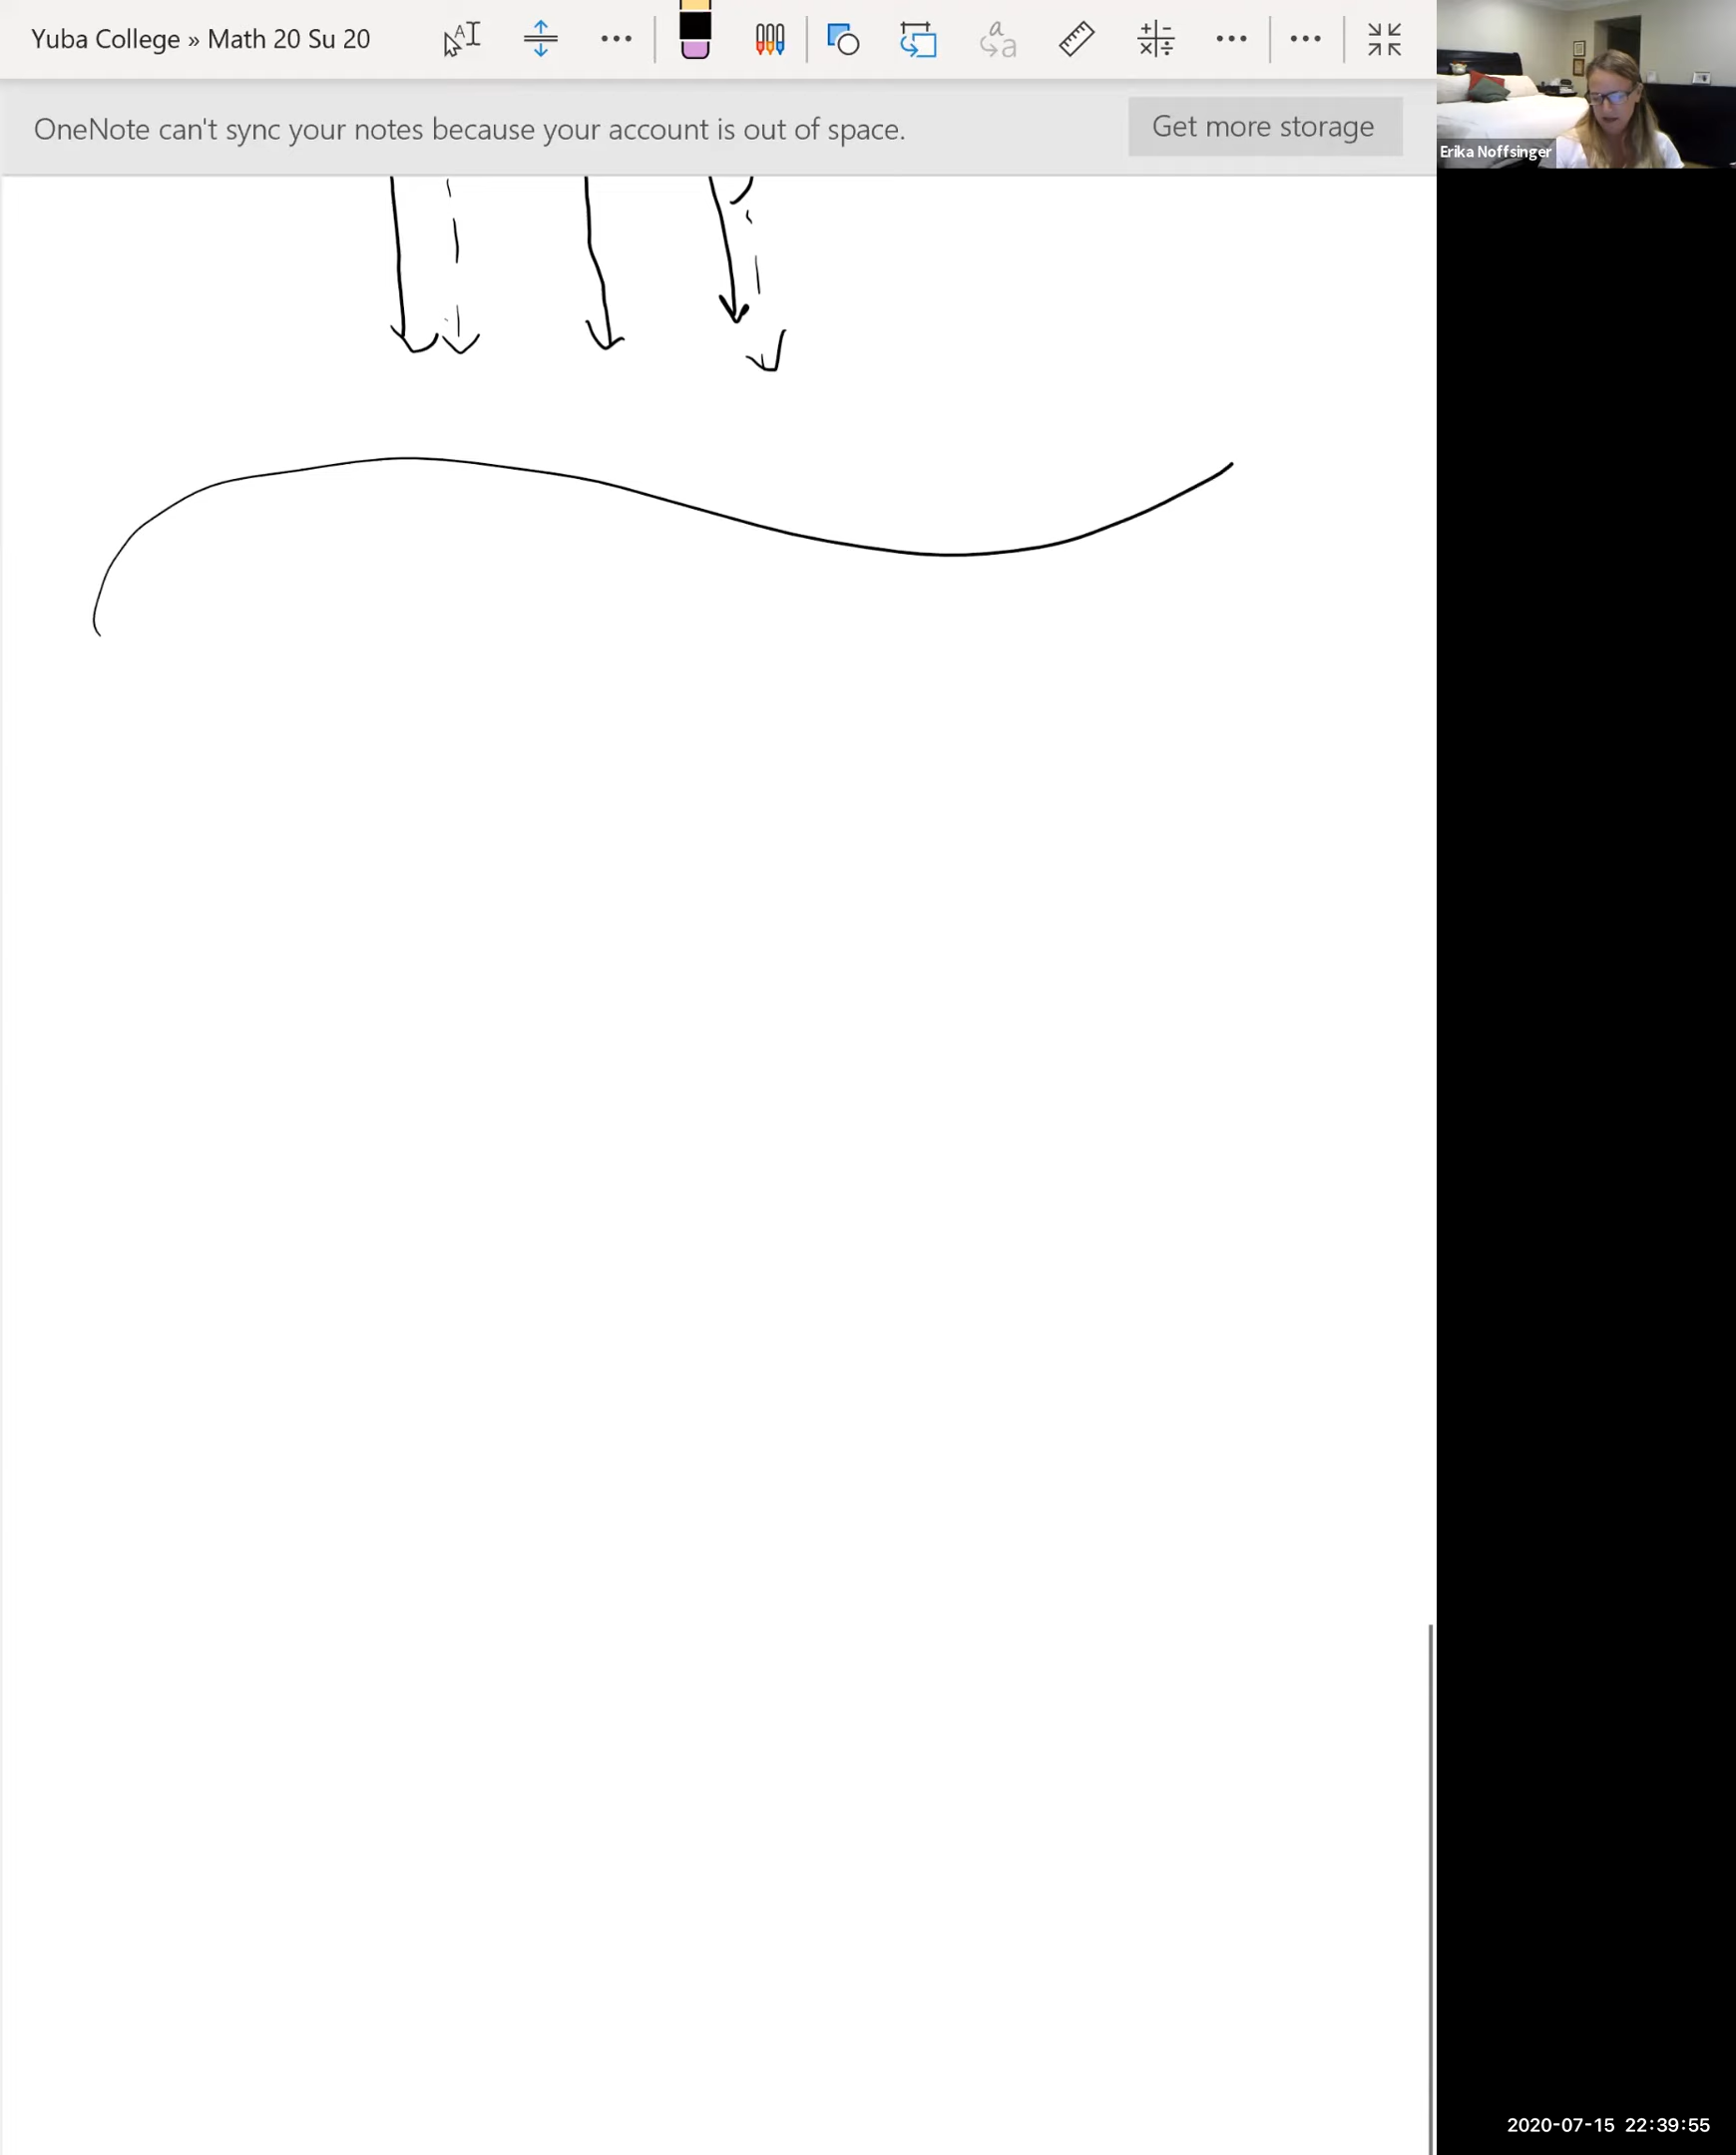 Yuba College » Math 20 Su 20
OneNote can't sync your notes because your account is out of space.
Get more storage
Erika Noffsinger
2020-07-15 22:39:55